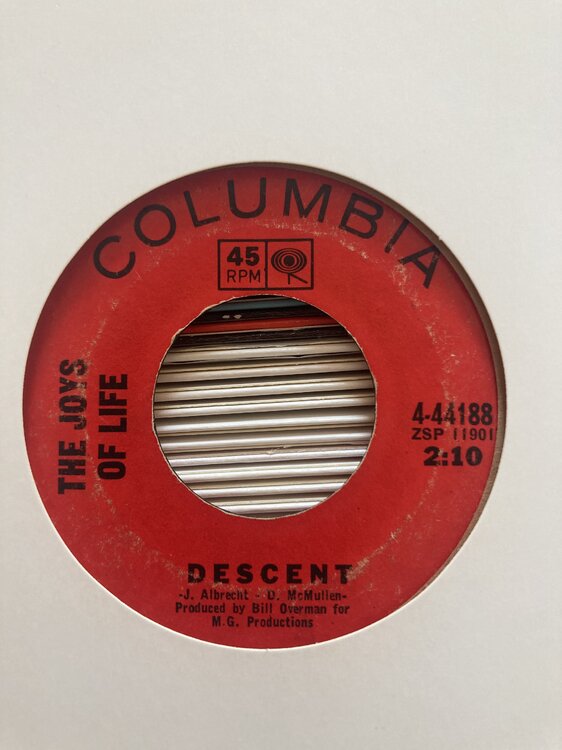 COLUMBIA
45
RPM
THE JOYS
OF LIFE
4-44188
ZSP 11901
2:10
DESCENT
-J. Albrecht - D. McMullen-
Produced by Bill Overman for
M.G. Productions